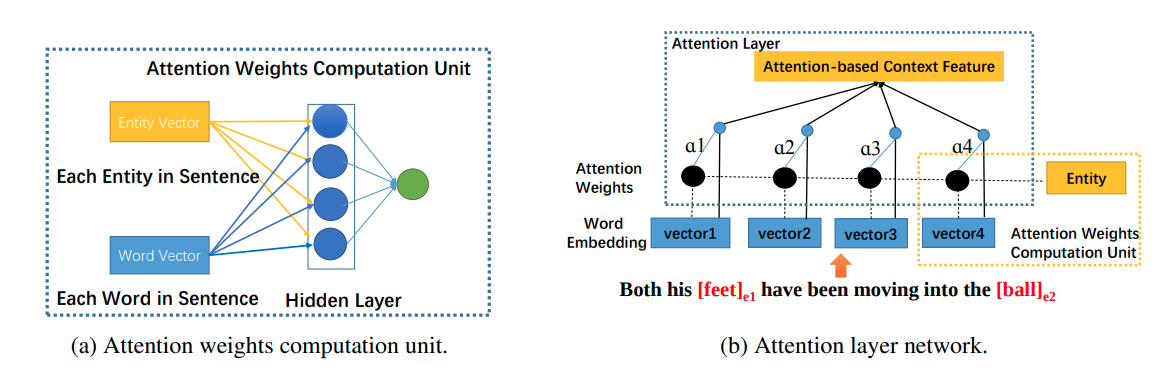 Attention Weights Computation Unit
Entity Vector
Each Entity in Sentence
Word Vector
Each Word in Sentence
Hidden Layer
(a) Attention weights computation unit.
Attention Layer
Attention-based Context Feature
α1
α2
α3
α4
Attention
Weights
Entity
Word
Embedding
vector1
vector2
vector3
vector4
Attention Weights
Computation Unit
Both his [feet]e1 have been moving into the [ball]e2
(b) Attention layer network.